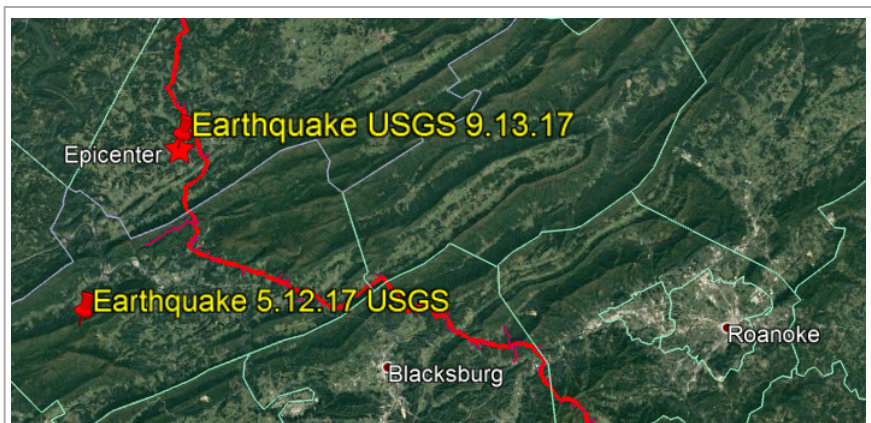 Earthquake USGS 9.13.17
Epicenter
Earthquake 5.12.17 USGS
Roanoke
Blacksburg